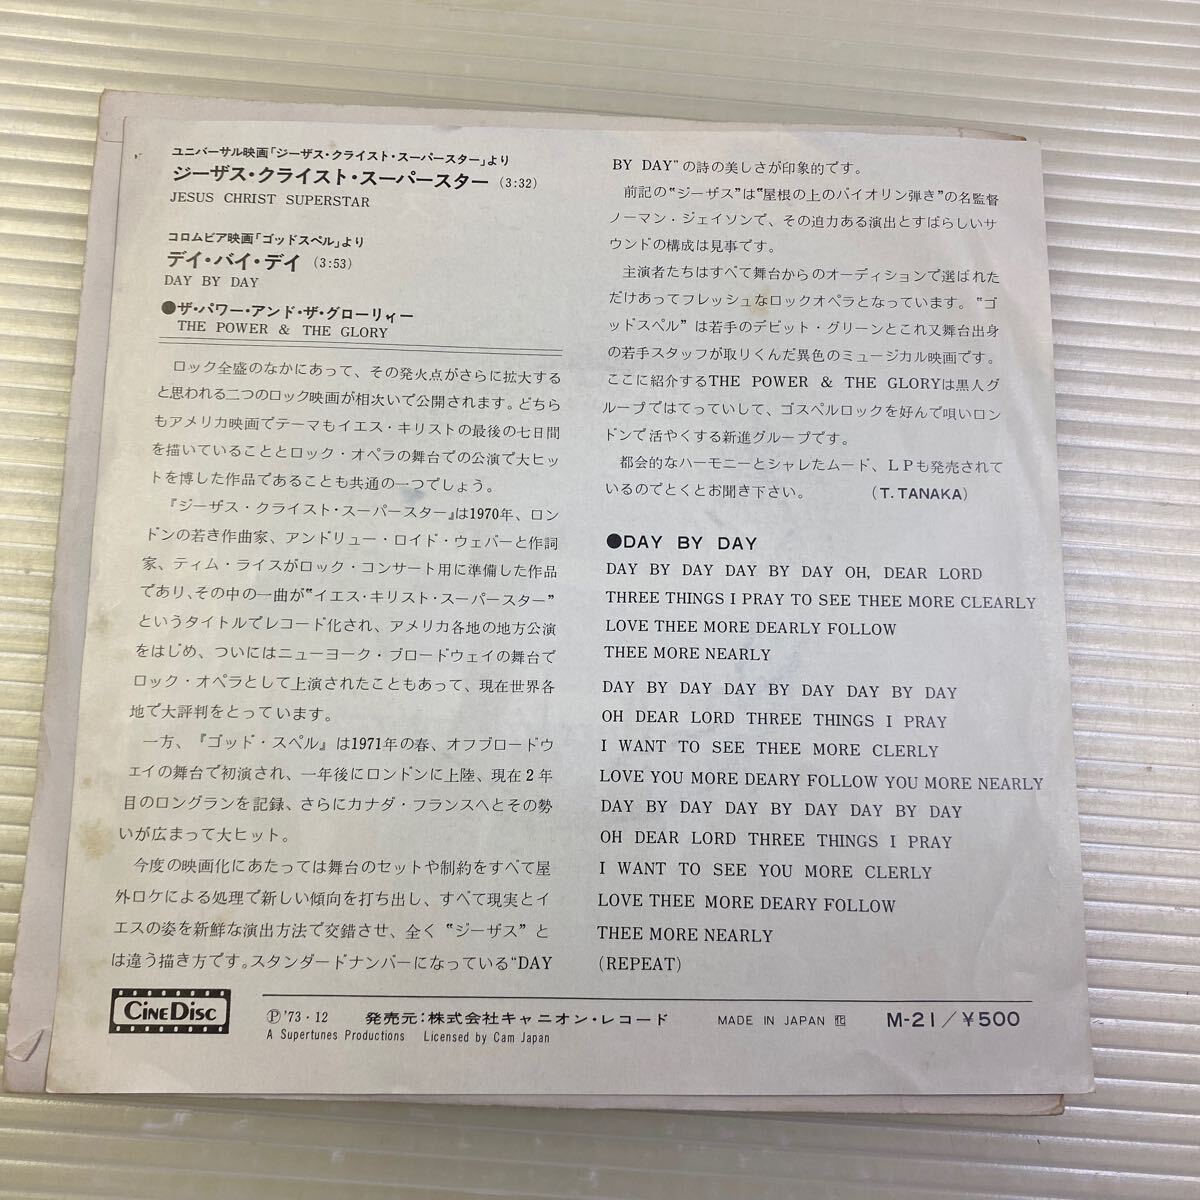 ユニバーサル映画「ジーザス・クライスト・スーパースター」より
ジーザス・クライスト・スーパースター (3:32)
JESUS CHRIST SUPERSTAR
コロムビア映画「ゴッドスペル」より
デイ・バイ・デイ (3:53)
DAY BY DAY
●ザ・パワー・アンド・ザ・グローリィー
THE POWER & THE GLORY
ロック全盛のなかにあって、その発火点がさらに拡大する
と思われる二つのロック映画が相次いで公開されます。どちら
もアメリカ映画でテーマもイエス・キリストの最後の七日間
を描いていることとロック・オペラの舞台での公演で大ヒッ
トを博した作品であることも共通の一つでしょう。
『ジーザス・クライスト・スーパースター』は1970年、ロン
ドンの若き作曲家、アンドリュー・ロイド・ウェバーと作詞
家、ティム・ライスがロック・コンサート用に準備した作品
であり、その中の一曲が“イエス・キリスト・スーパースター”
というタイトルでレコード化され、アメリカ各地の地方公演
をはじめ、ついにはニューヨーク・ブロードウェイの舞台で
ロック・オペラとして上演されたこともあって、現在世界各
地で大評判をとっています。
一方、『ゴッド・スペル』は1971年の春、オフブロードウ
ェイの舞台で初演され、一年後にロンドンに上陸、現在2年
目のロングランを記録、さらにカナダ・フランスへとその勢
いが広まって大ヒット。
今度の映画化にあたっては舞台のセットや制約をすべて屋
外ロケによる処理で新しい傾向を打ち出し、すべて現実とイ
エスの姿を新鮮な演出方法で交錯させ、全く“ジーザス”と
は違う描き方です。スタンダードナンバーになっている“DAY
BY DAY”の詩の美しさが印象的です。
前記の“ジーザス”は“屋根の上のバイオリン弾き”の名監督
ノーマン・ジェイソンで、その迫力ある演出とすばらしいサ
ウンドの構成は見事です。
主演者たちはすべて舞台からのオーディションで選ばれた
だけあってフレッシュなロックオペラとなっています。“ゴ
ッドスペル”は若手のデビット・グリーンとこれ又舞台出身
の若手スタッフが取りくんだ異色のミュージカル映画です。
ここに紹介するTHE POWER & THE GLORYは黒人グ
ループではてっていして、ゴスペルロックを好んで唄いロン
ドンで活やくする新進グループです。
都会的なハーモニーとシャレたムード、LPも発売されて
いるのでとくとお聞き下さい。 (T.TANAKA)
●DAY BY DAY
DAY BY DAY DAY BY DAY OH, DEAR LORD
THREE THINGS I PRAY TO SEE THEE MORE CLEARLY
LOVE THEE MORE DEARLY FOLLOW
THEE MORE NEARLY
DAY BY DAY DAY BY DAY DAY BY DAY
OH DEAR LORD THREE THINGS I PRAY
I WANT TO SEE THEE MORE CLERLY
LOVE YOU MORE DEARY FOLLOW YOU MORE NEARLY
DAY BY DAY DAY BY DAY DAY BY DAY
OH DEAR LORD THREE THINGS I PRAY
I WANT TO SEE YOU MORE CLERLY
LOVE THEE MORE DEARY FOLLOW
THEE MORE NEARLY
(REPEAT)
CINE DISC
Ⓟ'73・12 発売元：株式会社キャニオン・レコード MADE IN JAPAN M-21/¥500
A Supertunes Productions Licensed by Cam Japan